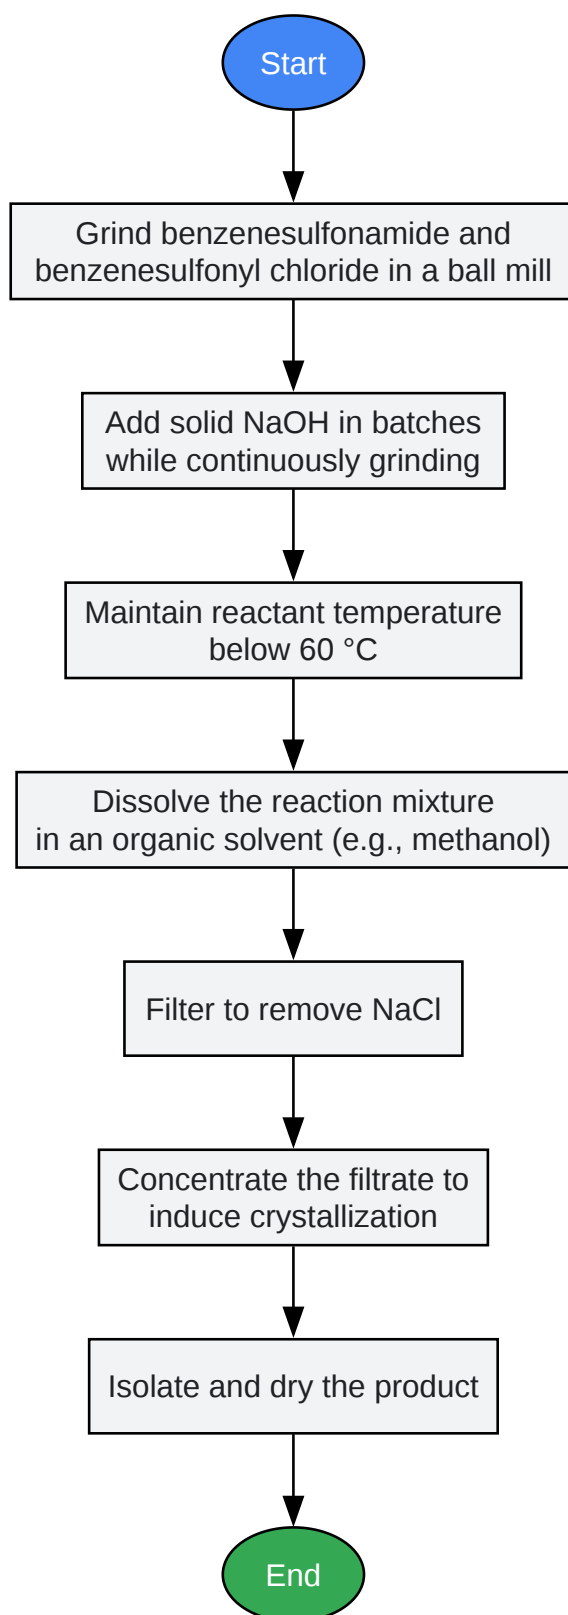 Start
Grind benzenesulfonamide and
benzenesulfonyl chloride in a ball mill
Add solid NaOH in batches
while continuously grinding
Maintain reactant temperature
below 60 °C
Dissolve the reaction mixture
in an organic solvent (e.g., methanol)
Filter to remove NaCl
Concentrate the filtrate to
induce crystallization
Isolate and dry the product
End